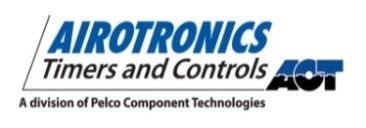 AIROTRONICS
Timers and Controls ACT
A division of Pelco Component Technologies